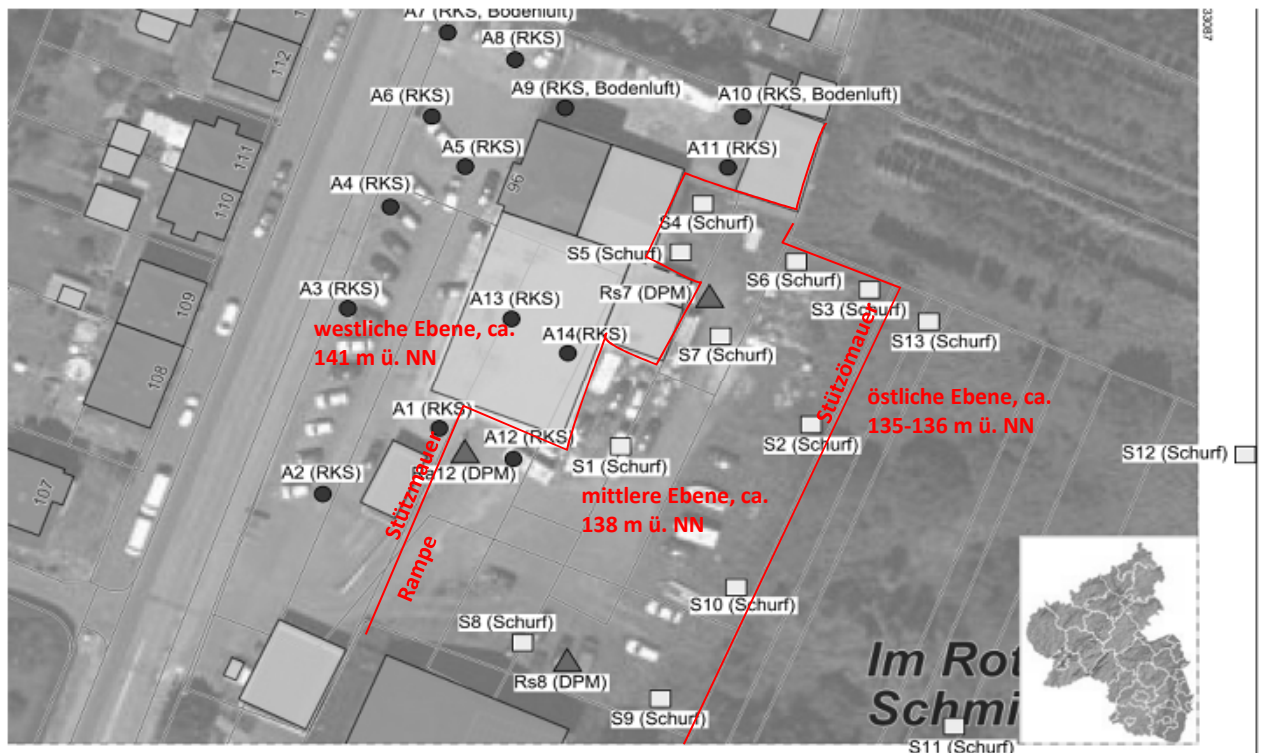 A7 (RKS, Bodenluft)
33087
A8 (RKS)
112
A9 (RKS, Bodenluft)
A10 (RKS, Bodenluft)
A6 (RKS)
A5 (RKS)
A11 (RKS)
111
96
A4 (RKS)
110
S4 (Schurf)
S5 (Schurf)
S6 (Schurf)
A3 (RKS)
Rs7 (DPM)
S3 (Schurf)
109
A13 (RKS)
westliche Ebene, ca.
141 m ü. NN
A14(RKS)
S7 (Schurf)
S13 (Schurf)
108
Stützömauer
östliche Ebene, ca.
135-136 m ü. NN
A1 (RKS)
A12 (RKS)
S2 (Schurf)
S12 (Schurf)
S1 (Schurf)
(DPM)
A2 (RKS)
107
Stützmauer
mittlere Ebene, ca.
138 m ü. NN
Rampe
S10 (Schurf)
S8 (Schurf)
Rs8 (DPM)
Im Rot
Schmi
S9 (Schurf)
S11 (Schurf)